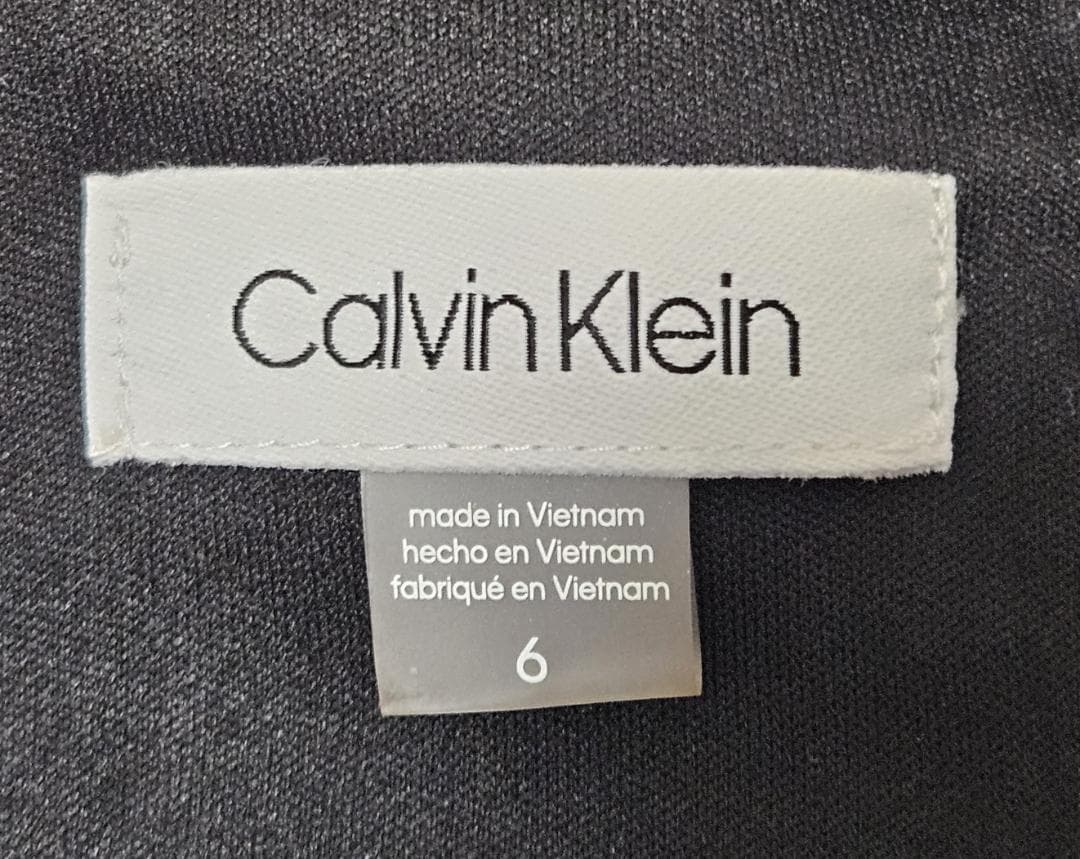 Calvin Klein
made in Vietnam
hecho en Vietnam
fabriqué en Vietnam
6